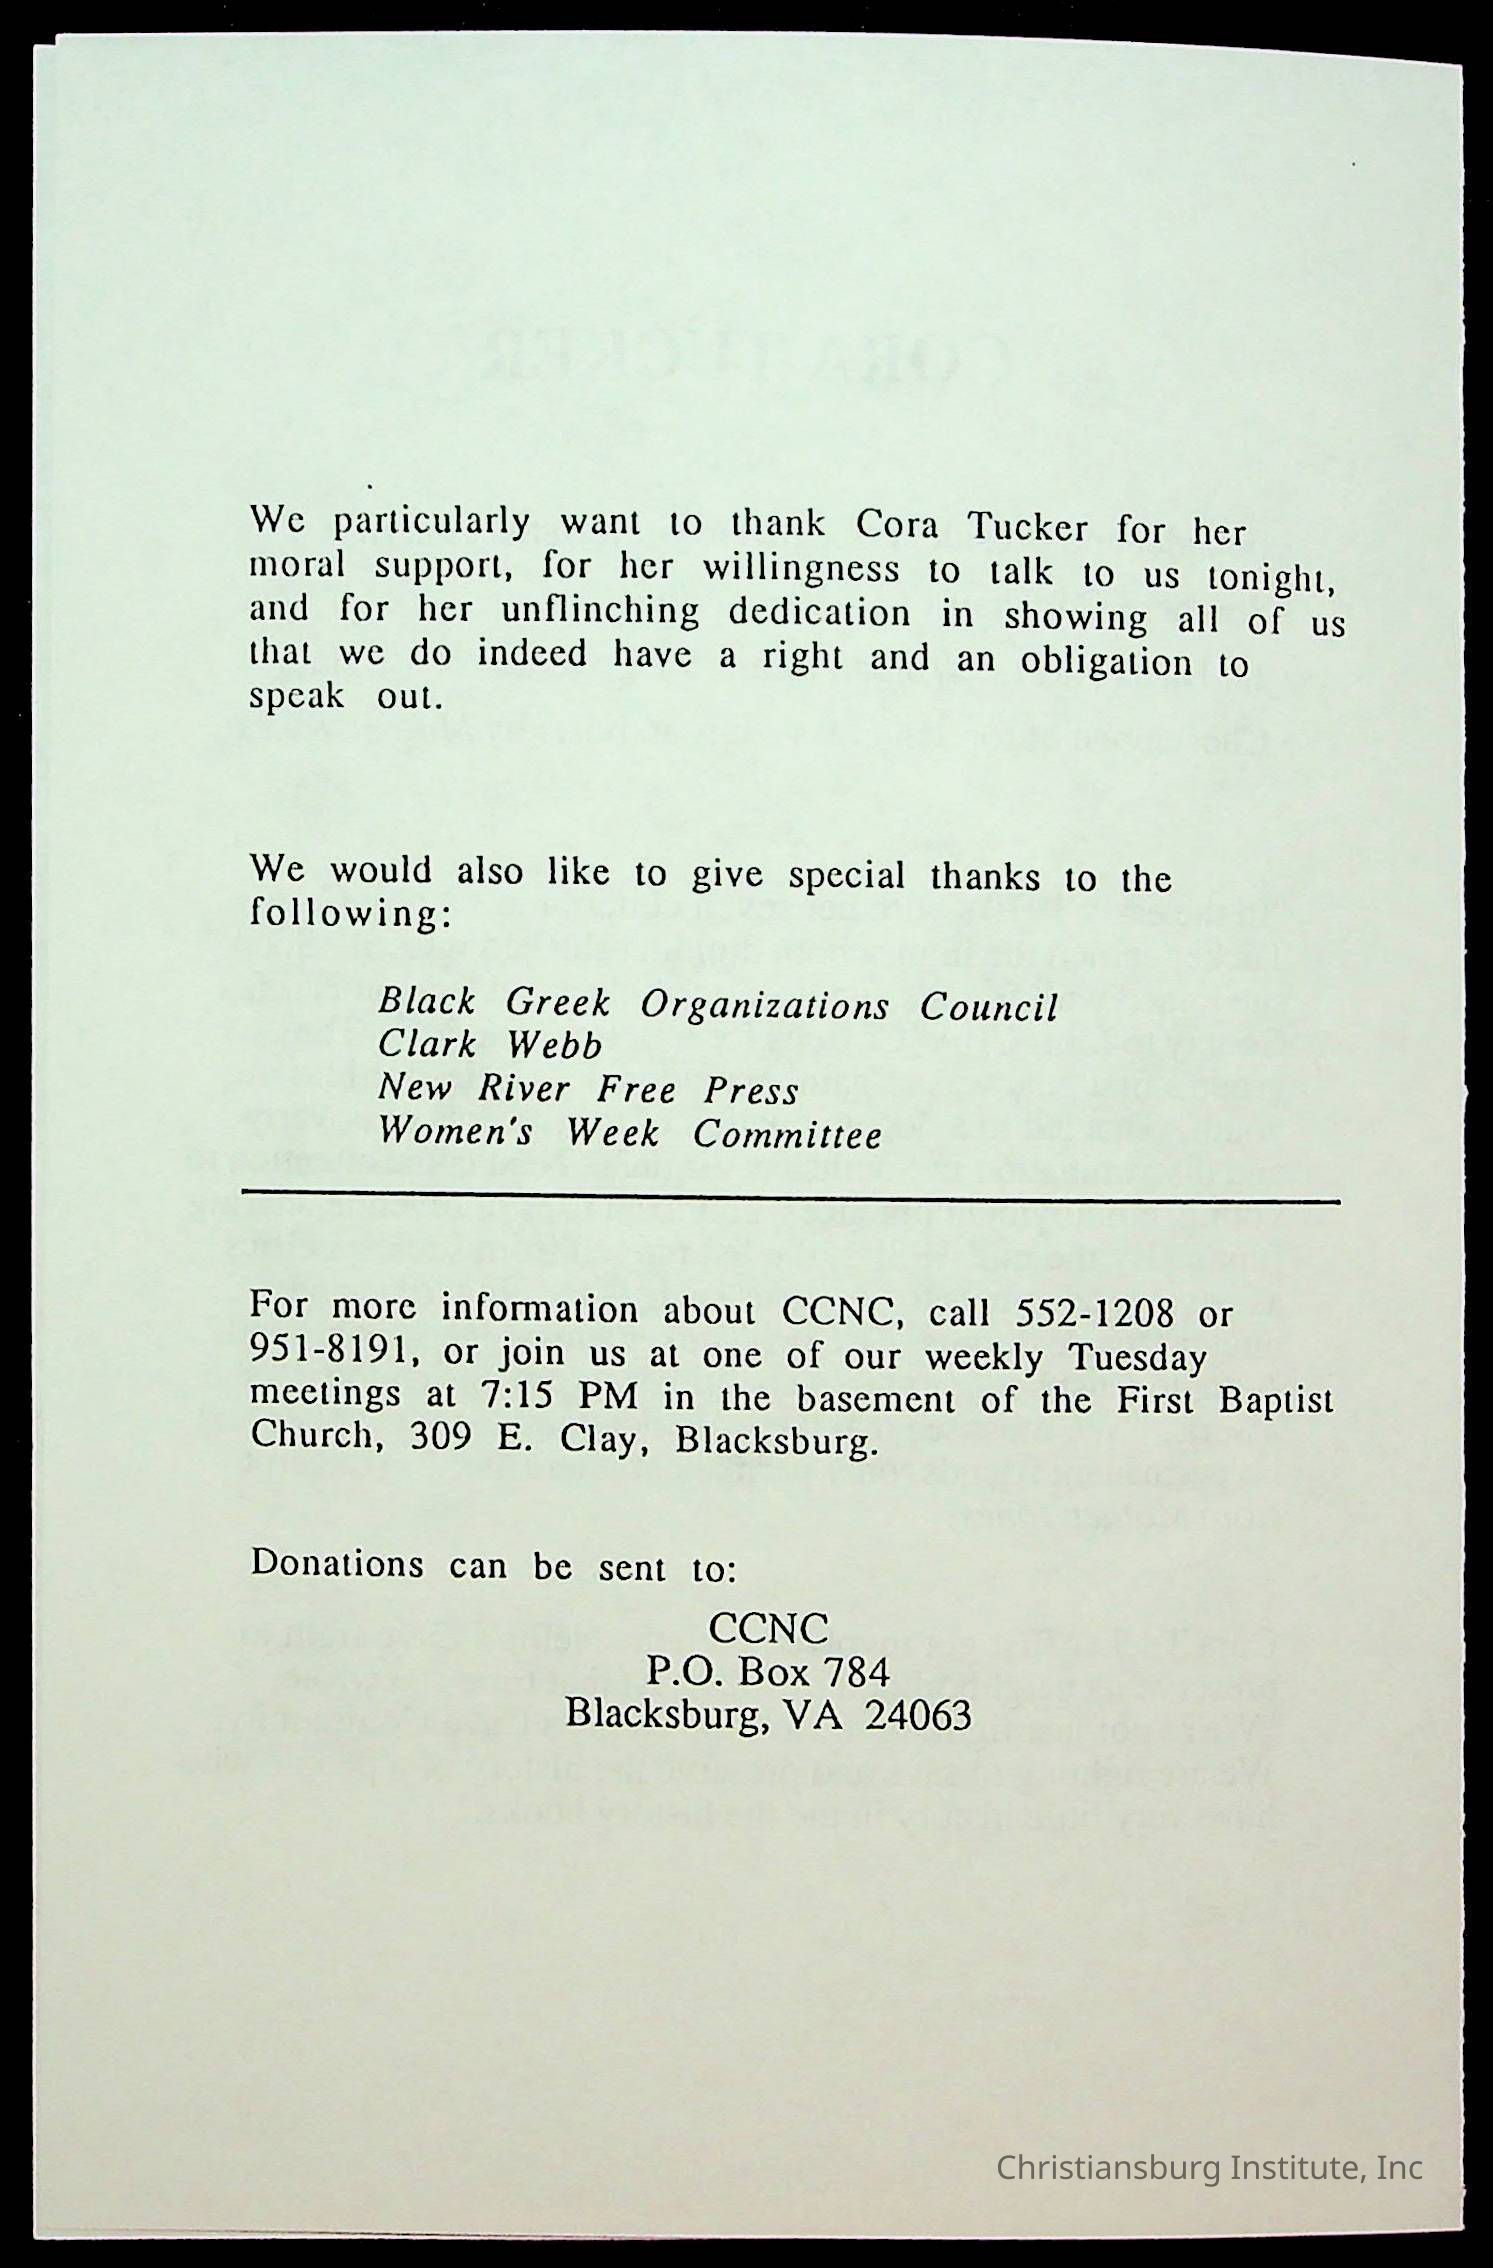 CORA TUCKER
We particularly want to thank Cora Tucker for her
moral support, for her willingness to talk to us tonight,
and for her unflinching dedication in showing all of us
that we do indeed have a right and an obligation to
speak out.
We would also like to give special thanks to the
following:
Black Greek Organizations Council
Clark Webb
New River Free Press
Women's Week Committee
For more information about CCNC, call 552-1208 or
951-8191, or join us at one of our weekly Tuesday
meetings at 7:15 PM in the basement of the First Baptist
Church, 309 E. Clay, Blacksburg.
Donations can be sent to:
CCNC
P.O. Box 784
Blacksburg, VA 24063
Christiansburg Institute, Inc